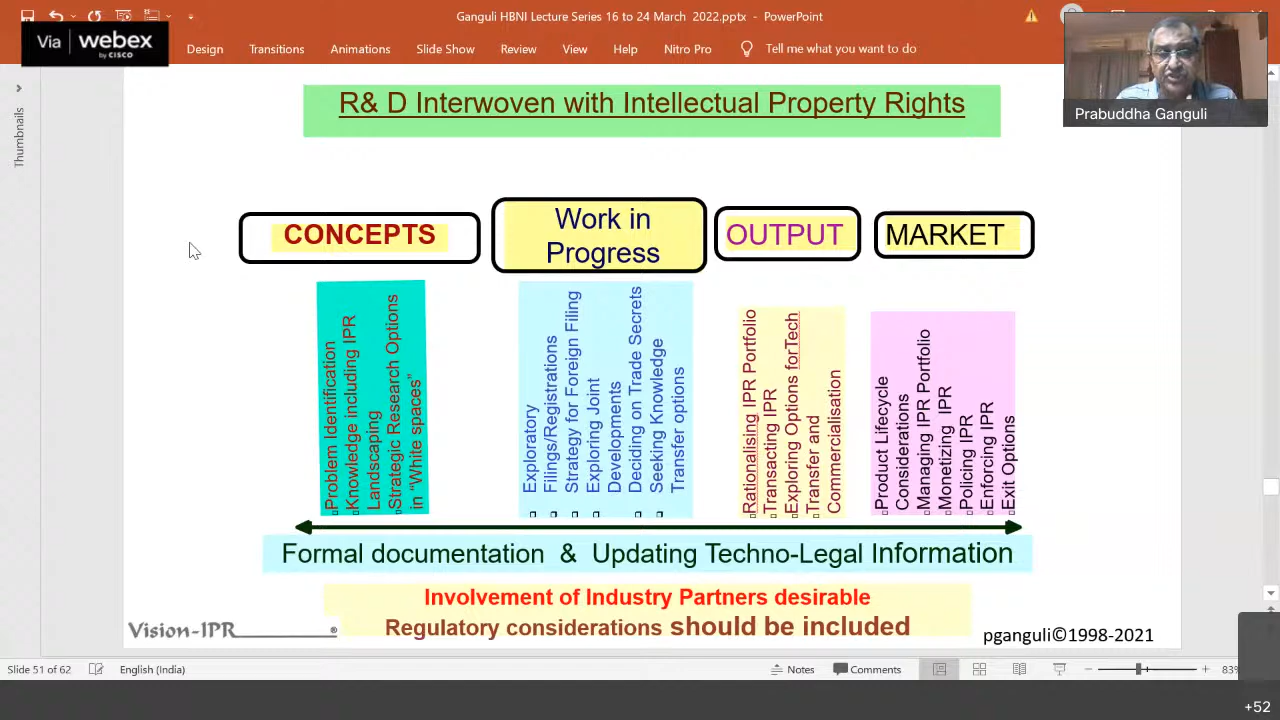 Ganguli HBNI Lecture Series 16 to 24 March 2022.pptx - PowerPoint
Via webex
by CISCO
Design Transitions Animations Slide Show Review View Help Nitro Pro Tell me what you want to do
Prabuddha Ganguli
Thumbnails
R& D Interwoven with Intellectual Property Rights
CONCEPTS
Work in
Progress
OUTPUT
MARKET
Problem Identification
Knowledge including IPR
Landscaping
Strategic Research Options
in “White spaces”
Exploratory
Filings/Registrations
Strategy for Foreign Filing
Exploring Joint
Developments
Deciding on Trade Secrets
Seeking Knowledge
Transfer options
Rationalising IPR Portfolio
Transacting IPR
Exploring Options forTech
Transfer and
Commercialisation
Product Lifecycle
Considerations
Managing IPR Portfolio
Monetizing IPR
Policing IPR
Enforcing IPR
Exit Options
Formal documentation & Updating Techno-Legal Information
Involvement of Industry Partners desirable
Regulatory considerations should be included
Vision-IPR ®
pganguli©1998-2021
Slide 51 of 62 English (India) Notes Comments 83%
+52